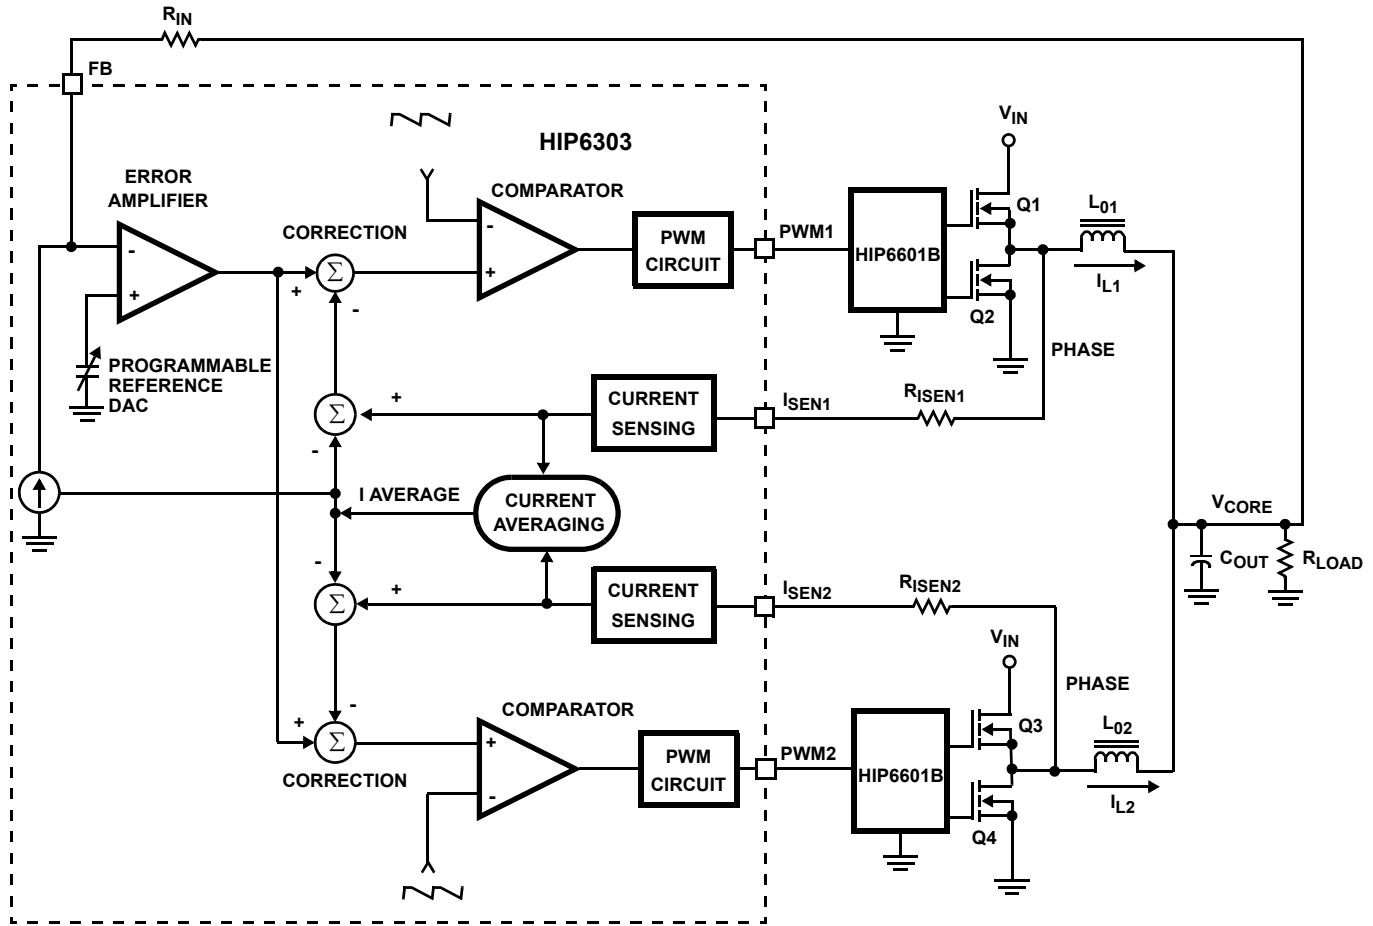 RIN
FB
VIN
HIP6303
ERROR
AMPLIFIER
COMPARATOR
Q1
L01
CORRECTION
PWM
CIRCUIT
PWM1
HIP6601B
-
-
+
Σ
+
+
-
IL1
Q2
PROGRAMMABLE
REFERENCE
DAC
PHASE
CURRENT
SENSING
ISEN1
RISEN1
+
Σ
-
I AVERAGE
CURRENT
AVERAGING
VCORE
COUT
RLOAD
-
+
Σ
CURRENT
SENSING
ISEN2
RISEN2
VIN
PHASE
-
COMPARATOR
Q3
L02
+
Σ
+
PWM
CIRCUIT
PWM2
HIP6601B
CORRECTION
-
IL2
Q4